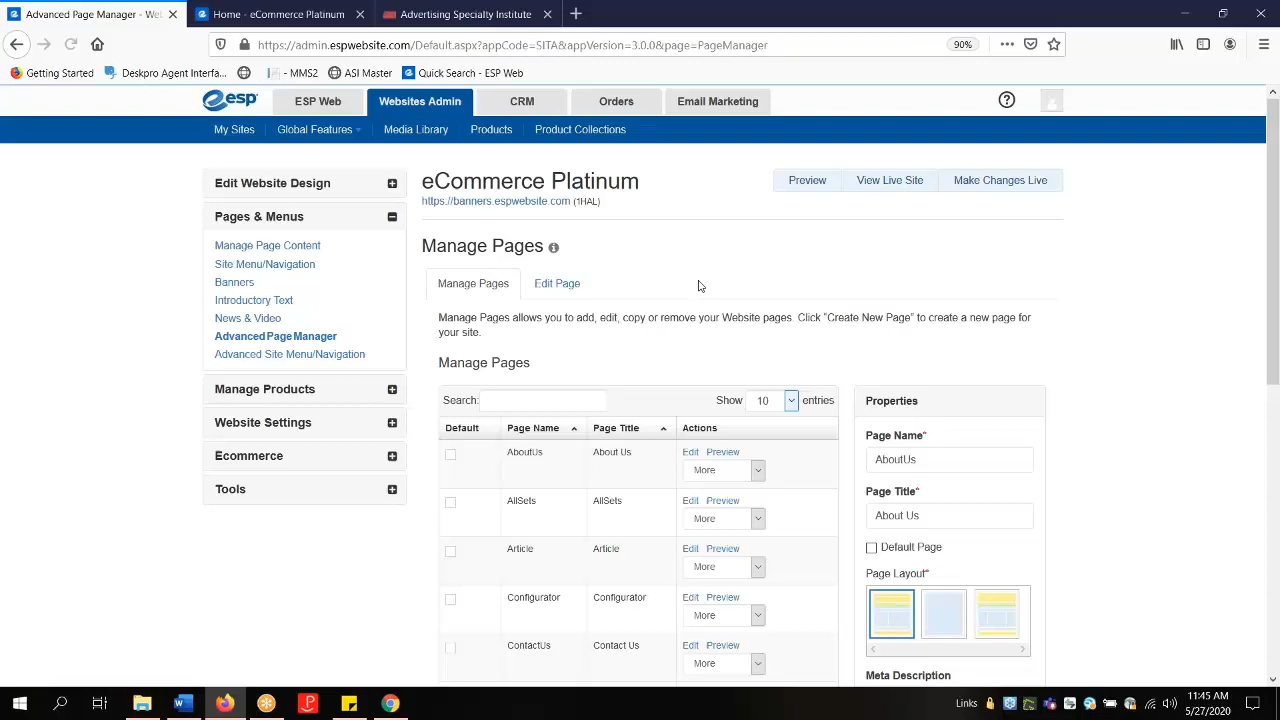 Advanced Page Manager - Web
Home - eCommerce Platinum
Advertising Specialty Institute
https://admin.espwebsite.com/Default.aspx?appCode=SITA&appVersion=3.0.0&page=PageManager
90%
Getting Started
Deskpro Agent Interfa...
- MMS2
ASI Master
Quick Search - ESP Web
esp
ESP Web
Websites Admin
CRM
Orders
Email Marketing
My Sites
Global Features
Media Library
Products
Product Collections
Edit Website Design
Pages & Menus
Manage Page Content
Site Menu/Navigation
Banners
Introductory Text
News & Video
Advanced Page Manager
Advanced Site Menu/Navigation
Manage Products
Website Settings
Ecommerce
Tools
eCommerce Platinum
https://banners.espwebsite.com (1HAL)
Preview
View Live Site
Make Changes Live
Manage Pages
Manage Pages
Edit Page
Manage Pages allows you to add, edit, copy or remove your Website pages. Click "Create New Page" to create a new page for
your site.
Manage Pages
Search:
Show 10 entries
Default Page Name Page Title Actions
AboutUs About Us Edit Preview
More
AllSets AllSets Edit Preview
More
Article Article Edit Preview
More
Configurator Configurator Edit Preview
More
ContactUs Contact Us Edit Preview
More
Properties
Page Name*
AboutUs
Page Title*
About Us
Default Page
Page Layout*
Meta Description
Links
11:45 AM
5/27/2020